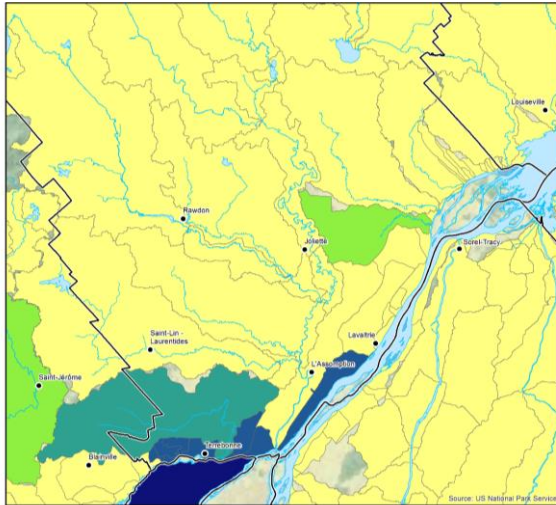 Louiseville
Rawdon
Joliette
Sorel-Tracy
Saint-Lin -
Laurentides
Lavaltrie
L'Assomption
Saint-Jérôme
Terrebonne
Blainville
Source: US National Park Service